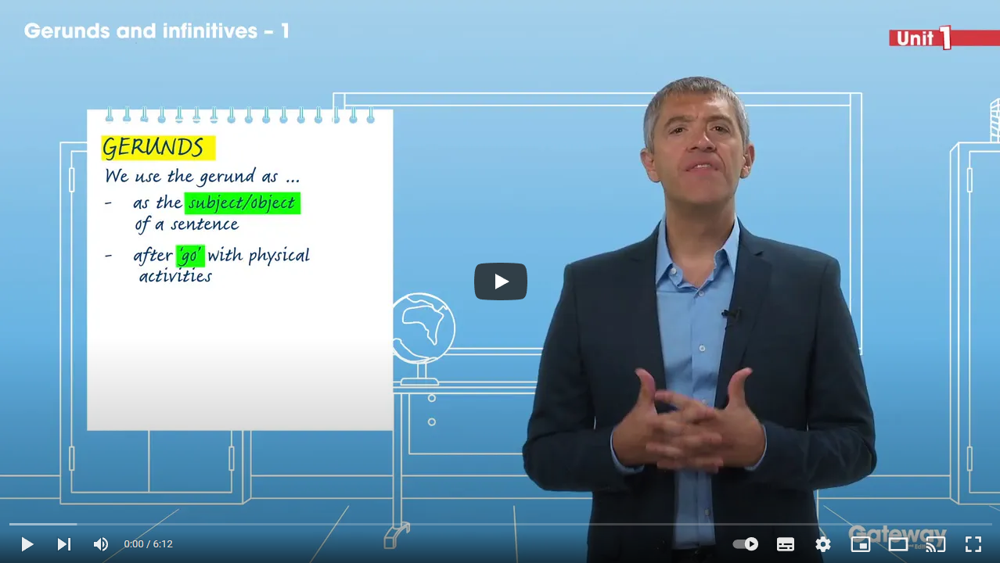 Gerunds and infinitives – 1
Unit 1
GERUNDS
We use the gerund as ...
- as the subject/object
of a sentence
- after 'go' with physical
activities
Gateway
0:00 / 6:12